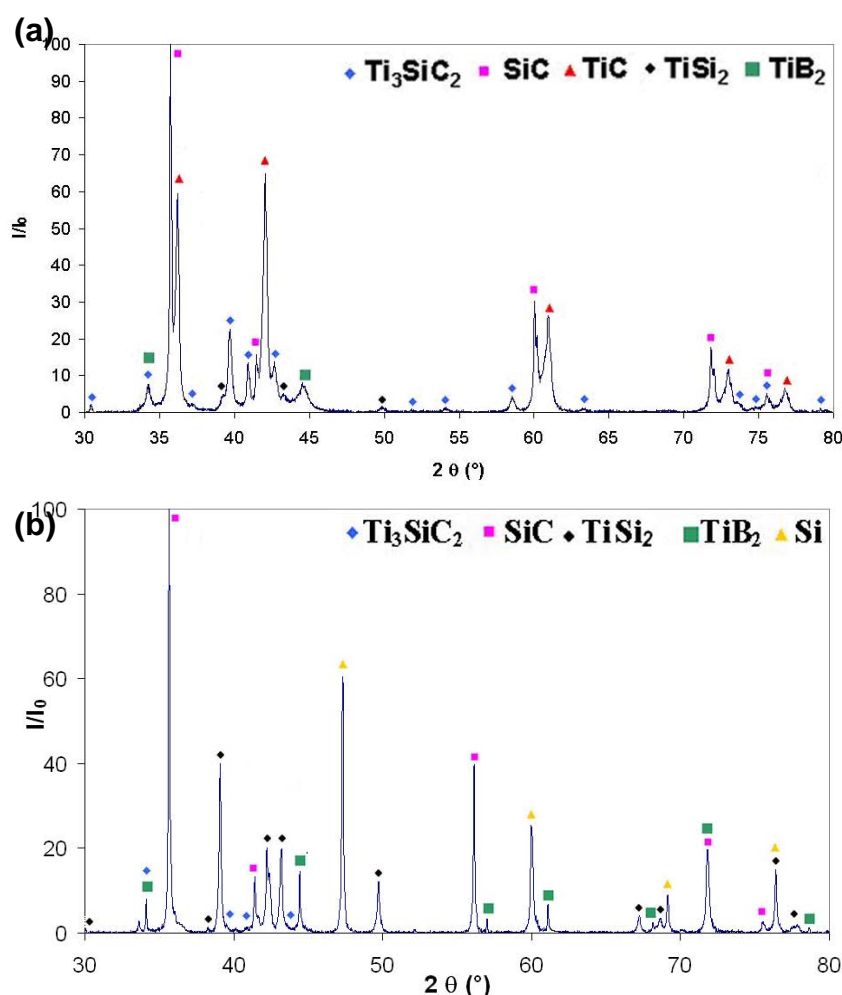 (a)
100
Ti₃SiC₂ SiC TiC TiSi₂ TiB₂
90
80
70
60
I/I₀
50
40
30
20
10
0
30 35 40 45 50 55 60 65 70 75 80
2 θ (°)
(b)
100
Ti₃SiC₂ SiC TiSi₂ TiB₂ Si
80
60
I/I₀
40
20
0
30 40 50 60 70 80
2 θ (°)